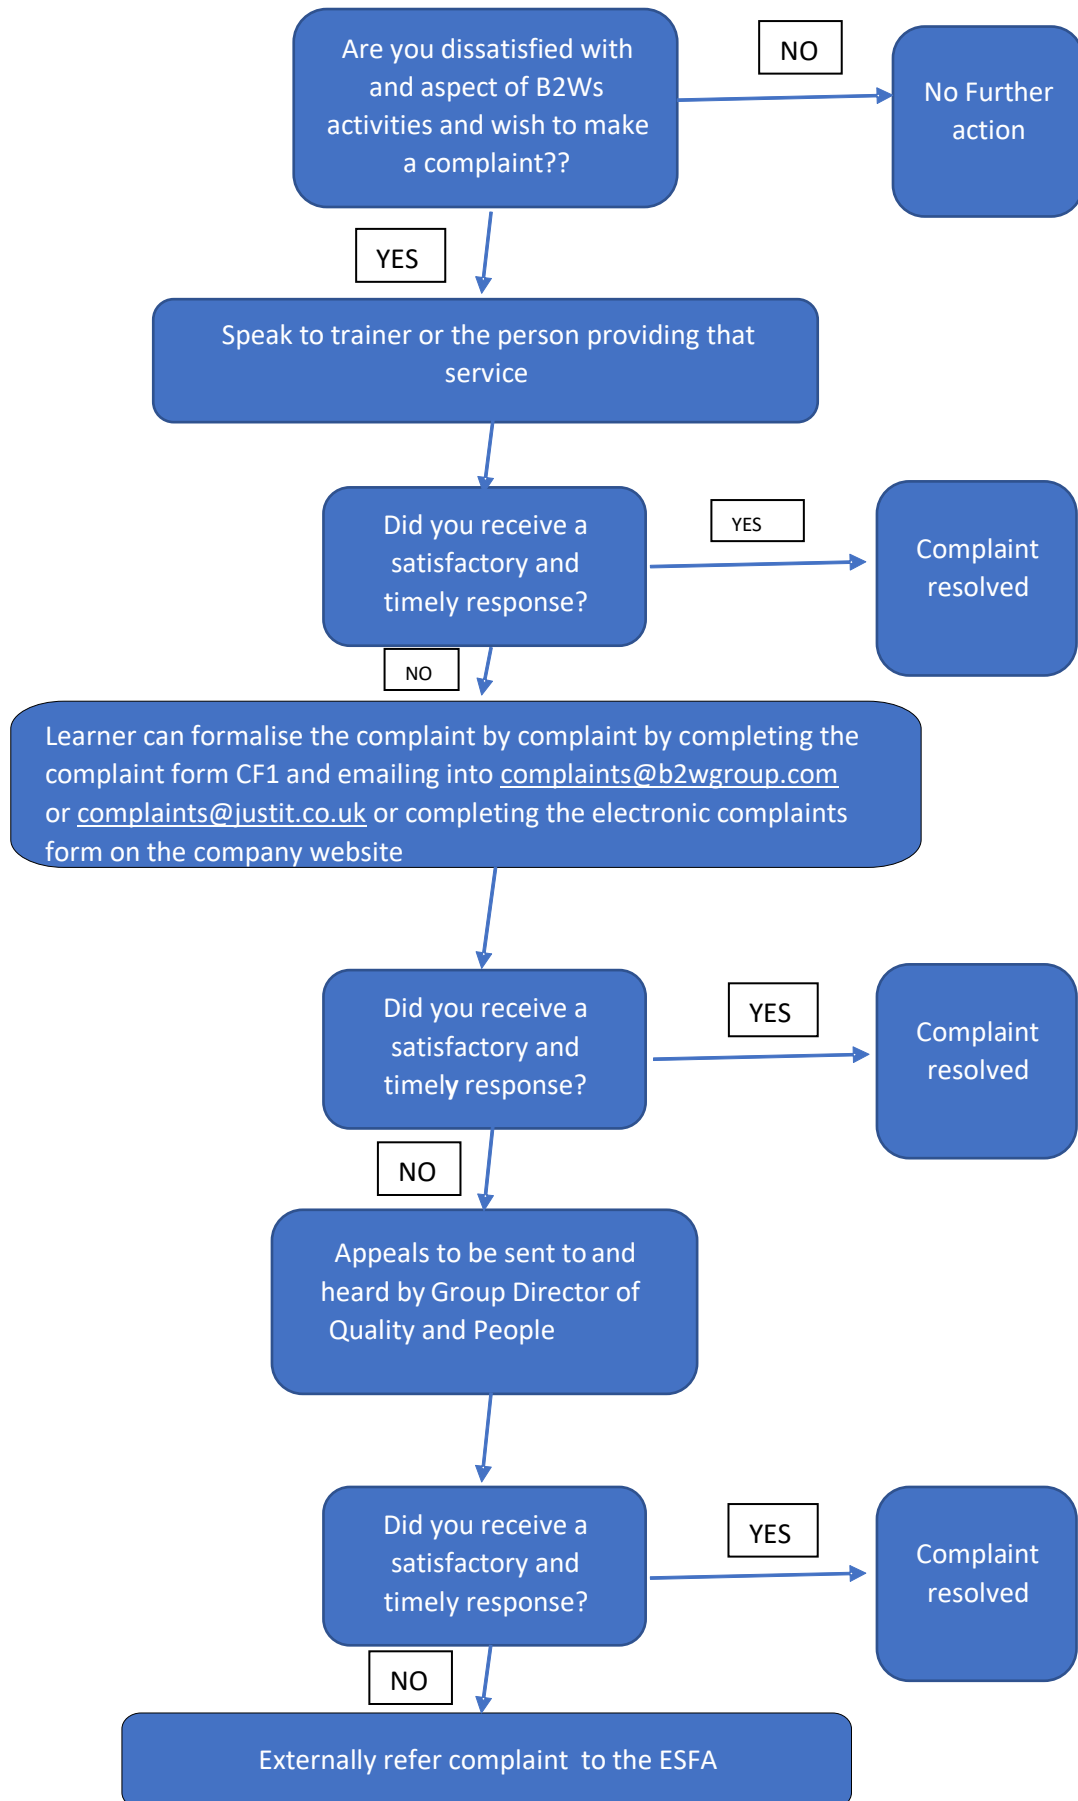 Are you dissatisfied with
and aspect of B2Ws
activities and wish to make
a complaint??
NO
No Further
action
YES
Speak to trainer or the person providing that
service
Did you receive a
satisfactory and
timely response?
YES
Complaint
resolved
NO
Learner can formalise the complaint by complaint by completing the
complaint form CF1 and emailing into complaints@b2wgroup.com
or complaints@justit.co.uk or completing the electronic complaints
form on the company website
Did you receive a
satisfactory and
timely response?
YES
Complaint
resolved
NO
Appeals to be sent to and
heard by Group Director of
Quality and People
Did you receive a
satisfactory and
timely response?
YES
Complaint
resolved
NO
Externally refer complaint to the ESFA